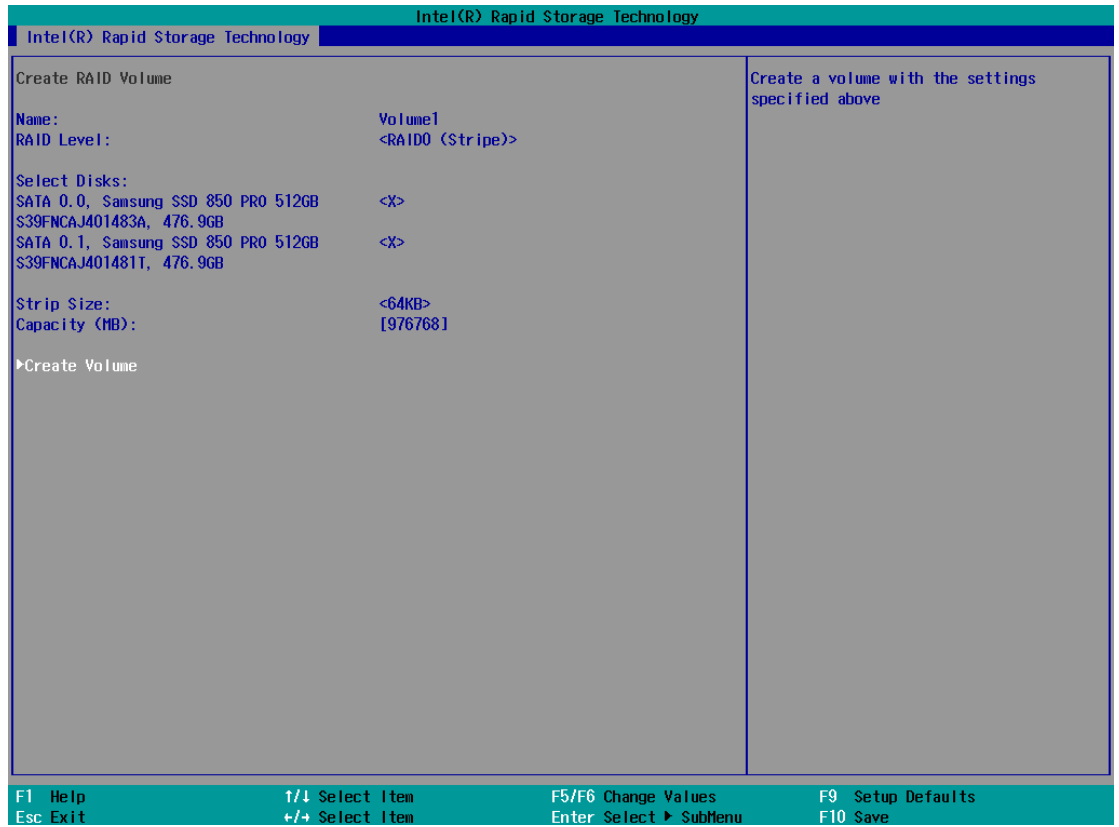 Intel(R) Rapid Storage Technology
Intel(R) Rapid Storage Technology
Create RAID Volume
Name: Volume1
RAID Level: <RAID0 (Stripe)>
Select Disks:
SATA 0.0, Samsung SSD 850 PRO 512GB <X>
S39FNCAJ401483A, 476.9GB
SATA 0.1, Samsung SSD 850 PRO 512GB <X>
S39FNCAJ401481T, 476.9GB
Strip Size: <64KB>
Capacity (MB): [976768]
▶Create Volume
Create a volume with the settings
specified above
F1 Help ↑/↓ Select Item F5/F6 Change Values F9 Setup Defaults
Esc Exit ←/→ Select Item Enter Select ▶ SubMenu F10 Save